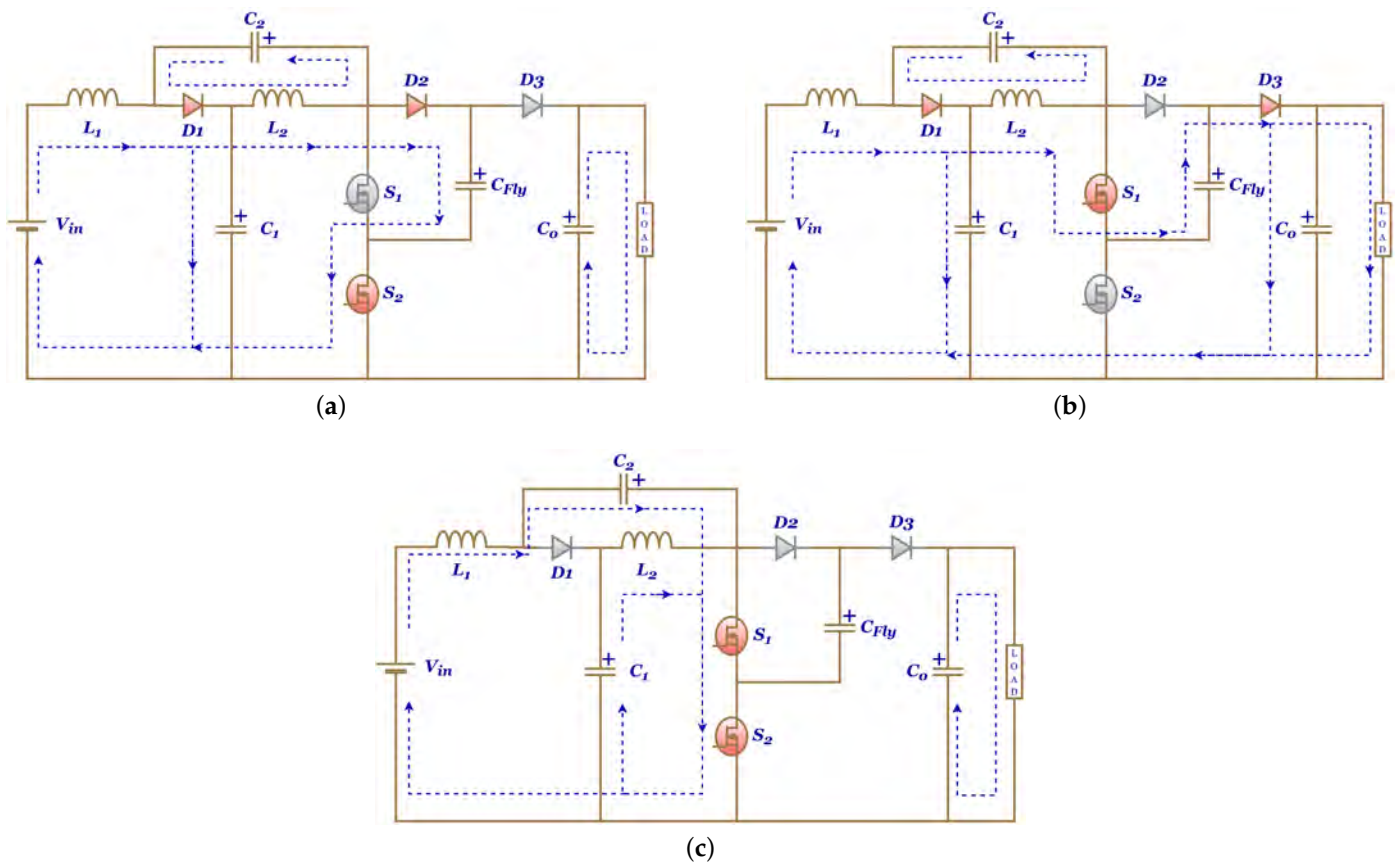 C2
+
L1
D1
L2
D2
D3
Vin
+
C1
S1
S2
+
CFly
+
Co
LOAD
(a)
C2
+
L1
D1
L2
D2
D3
Vin
+
C1
S1
S2
+
CFly
+
Co
LOAD
(b)
C2
+
L1
D1
L2
D2
D3
Vin
+
C1
S1
S2
+
CFly
+
Co
LOAD
(c)